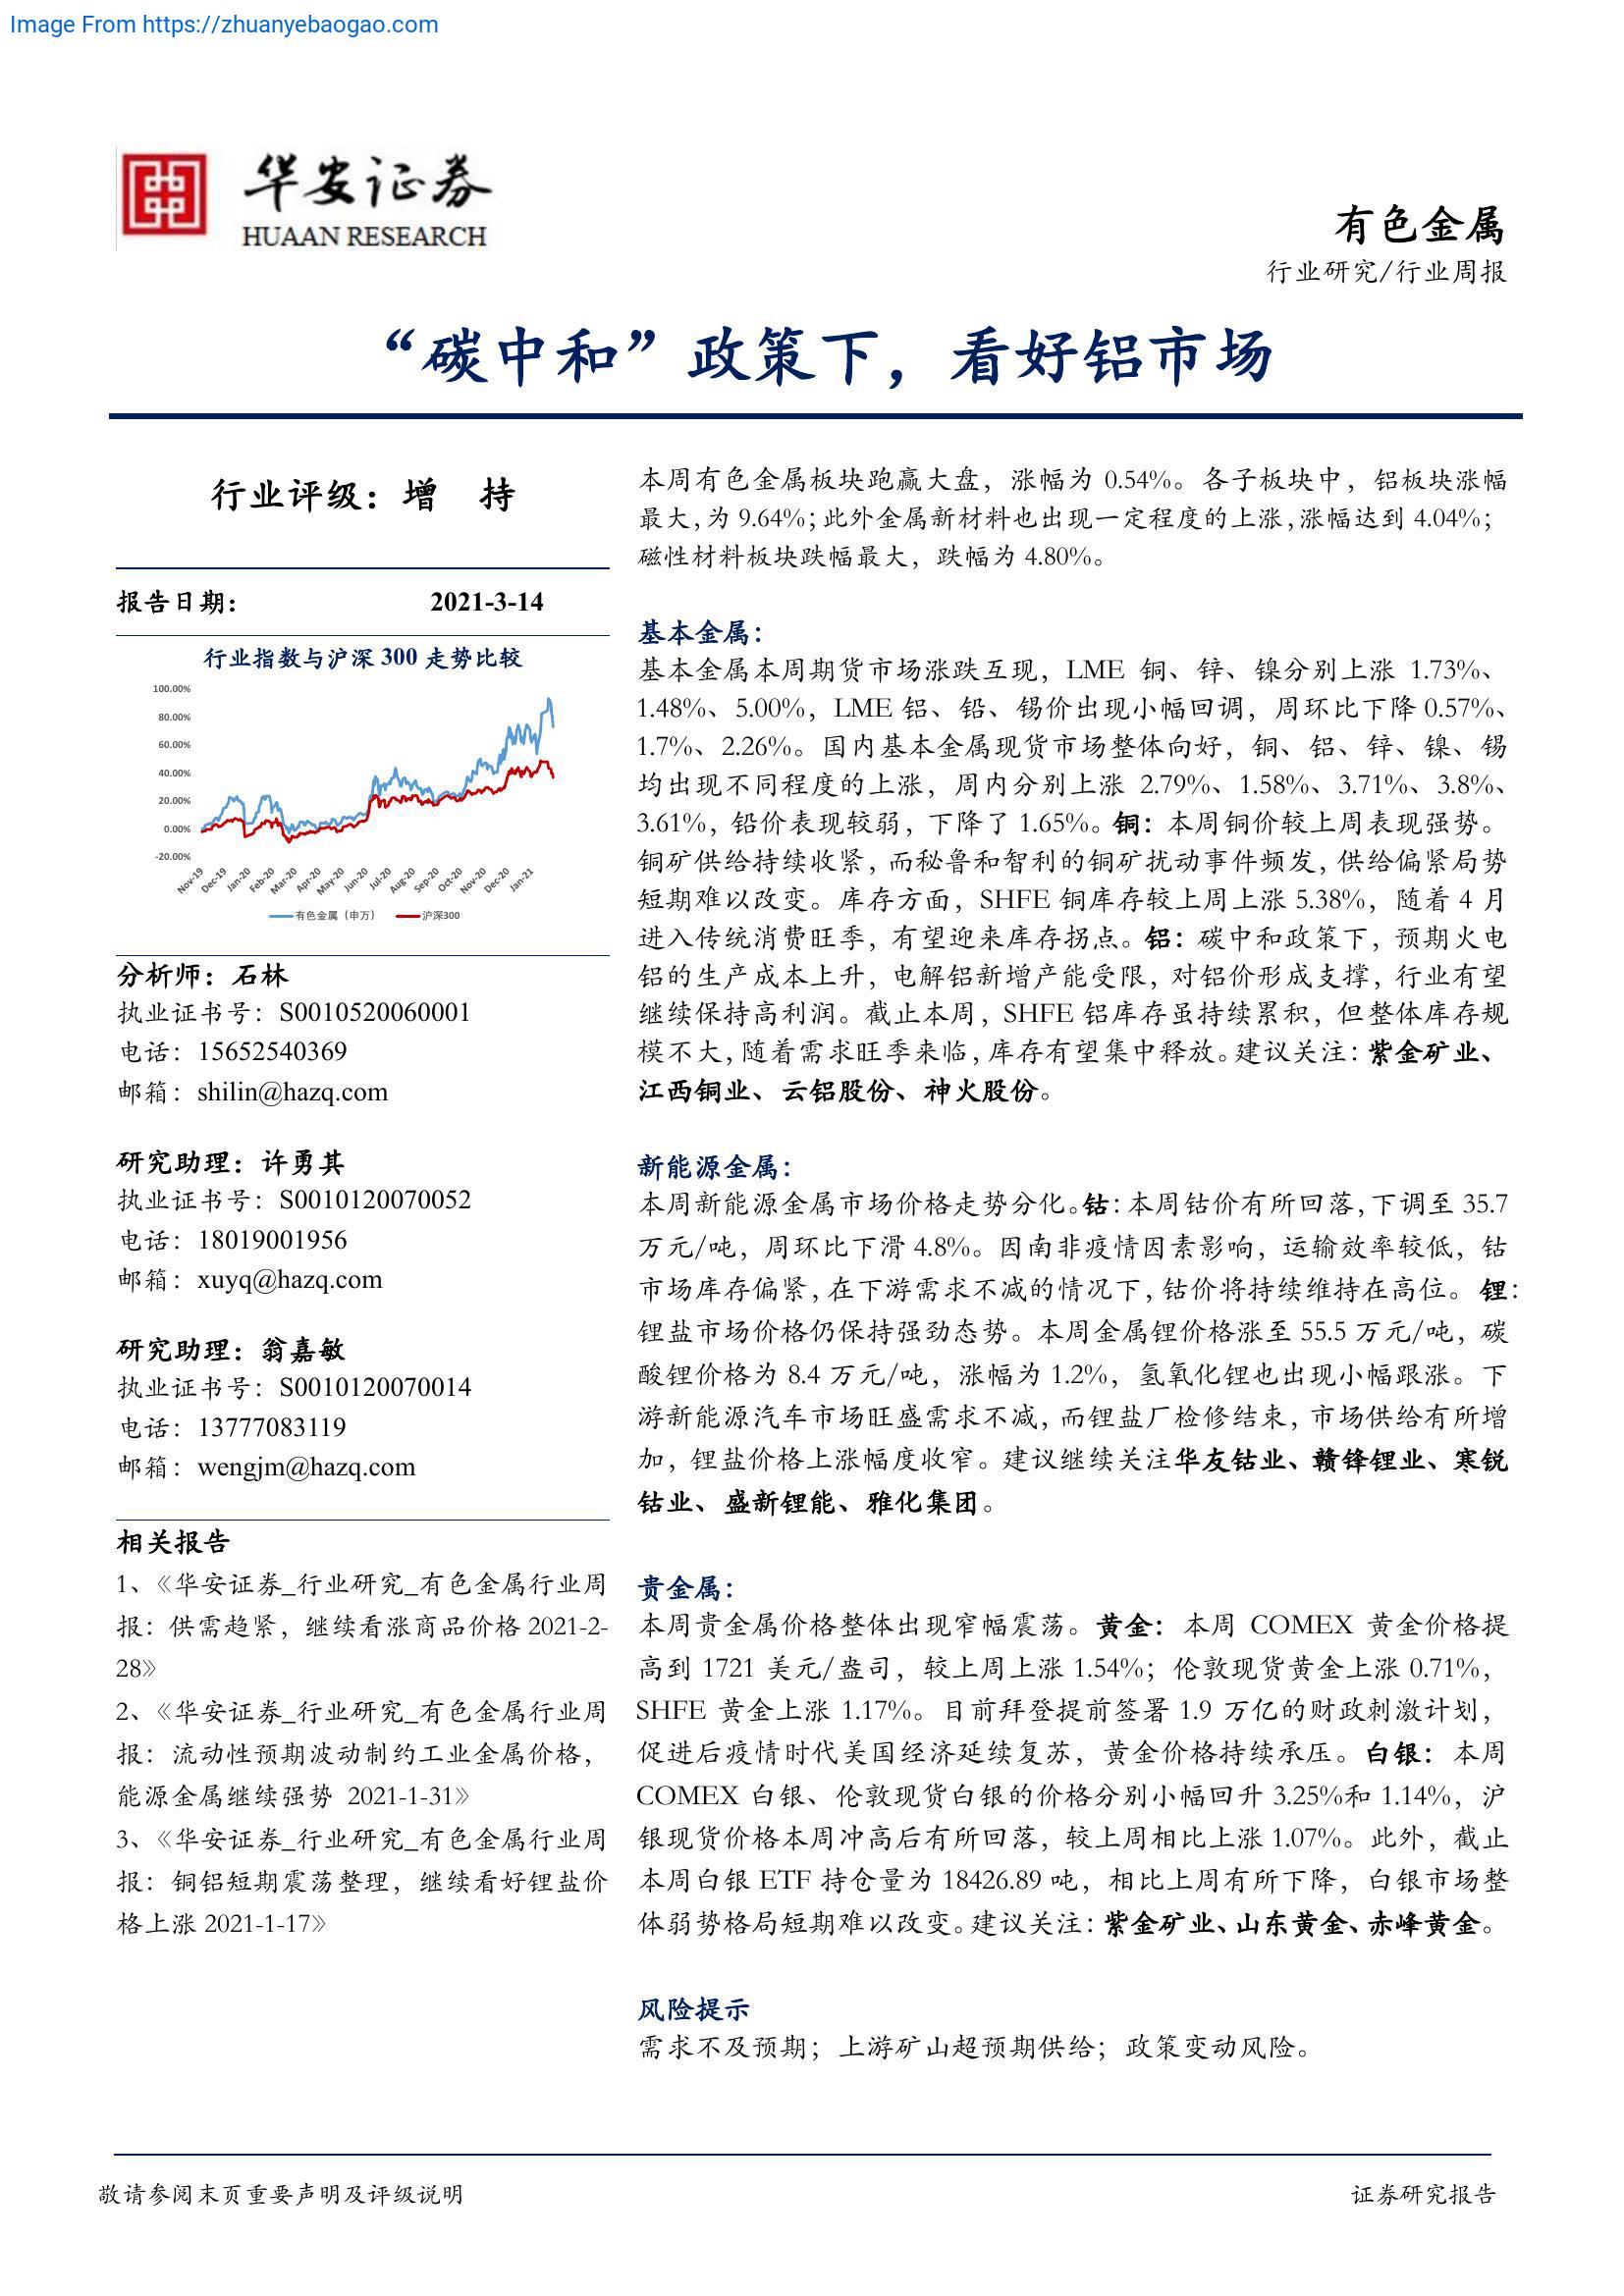 Image From https://zhuanyebaogao.com
华安证券
HUAAN RESEARCH
有色金属
行业研究/行业周报
“碳中和”政策下，看好铝市场
行业评级：增 持
报告日期： 2021-3-14
行业指数与沪深 300 走势比较
100.00%
80.00%
60.00%
40.00%
20.00%
0.00%
-20.00%
Nov-19 Dec-19 Jan-20 Feb-20 Mar-20 Apr-20 May-20 Jun-20 Jul-20 Aug-20 Sep-20 Oct-20 Nov-20 Dec-20 Jan-21
有色金属（申万） 沪深300
分析师：石林
执业证书号：S0010520060001
电话：15652540369
邮箱：shilin@hazq.com
研究助理：许勇其
执业证书号：S0010120070052
电话：18019001956
邮箱：xuyq@hazq.com
研究助理：翁嘉敏
执业证书号：S0010120070014
电话：13777083119
邮箱：wengjm@hazq.com
相关报告
1、《华安证券_行业研究_有色金属行业周
报：供需趋紧，继续看涨商品价格 2021-2-
28》
2、《华安证券_行业研究_有色金属行业周
报：流动性预期波动制约工业金属价格，
能源金属继续强势 2021-1-31》
3、《华安证券_行业研究_有色金属行业周
报：铜铝短期震荡整理，继续看好锂盐价
格上涨 2021-1-17》
本周有色金属板块跑赢大盘，涨幅为 0.54%。各子板块中，铝板块涨幅
最大，为 9.64%；此外金属新材料也出现一定程度的上涨，涨幅达到 4.04%；
磁性材料板块跌幅最大，跌幅为 4.80%。
基本金属：
基本金属本周期货市场涨跌互现，LME 铜、锌、镍分别上涨 1.73%、
1.48%、5.00%，LME 铝、铅、锡价出现小幅回调，周环比下降 0.57%、
1.7%、2.26%。国内基本金属现货市场整体向好，铜、铝、锌、镍、锡
均出现不同程度的上涨，周内分别上涨 2.79%、1.58%、3.71%、3.8%、
3.61%，铅价表现较弱，下降了 1.65%。铜：本周铜价较上周表现强势。
铜矿供给持续收紧，而秘鲁和智利的铜矿扰动事件频发，供给偏紧局势
短期难以改变。库存方面，SHFE 铜库存较上周上涨 5.38%，随着 4 月
进入传统消费旺季，有望迎来库存拐点。铝：碳中和政策下，预期火电
铝的生产成本上升，电解铝新增产能受限，对铝价形成支撑，行业有望
继续保持高利润。截止本周，SHFE 铝库存虽持续累积，但整体库存规
模不大，随着需求旺季来临，库存有望集中释放。建议关注：紫金矿业、
江西铜业、云铝股份、神火股份。
新能源金属：
本周新能源金属市场价格走势分化。钴：本周钴价有所回落，下调至 35.7
万元/吨，周环比下滑 4.8%。因南非疫情因素影响，运输效率较低，钴
市场库存偏紧，在下游需求不减的情况下，钴价将持续维持在高位。锂：
锂盐市场价格仍保持强劲态势。本周金属锂价格涨至 55.5 万元/吨，碳
酸锂价格为 8.4 万元/吨，涨幅为 1.2%，氢氧化锂也出现小幅跟涨。下
游新能源汽车市场旺盛需求不减，而锂盐厂检修结束，市场供给有所增
加，锂盐价格上涨幅度收窄。建议继续关注华友钴业、赣锋锂业、寒锐
钴业、盛新锂能、雅化集团。
贵金属：
本周贵金属价格整体出现窄幅震荡。黄金：本周 COMEX 黄金价格提
高到 1721 美元/盎司，较上周上涨 1.54%；伦敦现货黄金上涨 0.71%，
SHFE 黄金上涨 1.17%。目前拜登提前签署 1.9 万亿的财政刺激计划，
促进后疫情时代美国经济延续复苏，黄金价格持续承压。白银：本周
COMEX 白银、伦敦现货白银的价格分别小幅回升 3.25%和 1.14%，沪
银现货价格本周冲高后有所回落，较上周相比上涨 1.07%。此外，截止
本周白银 ETF 持仓量为 18426.89 吨，相比上周有所下降，白银市场整
体弱势格局短期难以改变。建议关注：紫金矿业、山东黄金、赤峰黄金。
风险提示
需求不及预期；上游矿山超预期供给；政策变动风险。
敬请参阅末页重要声明及评级说明
证券研究报告